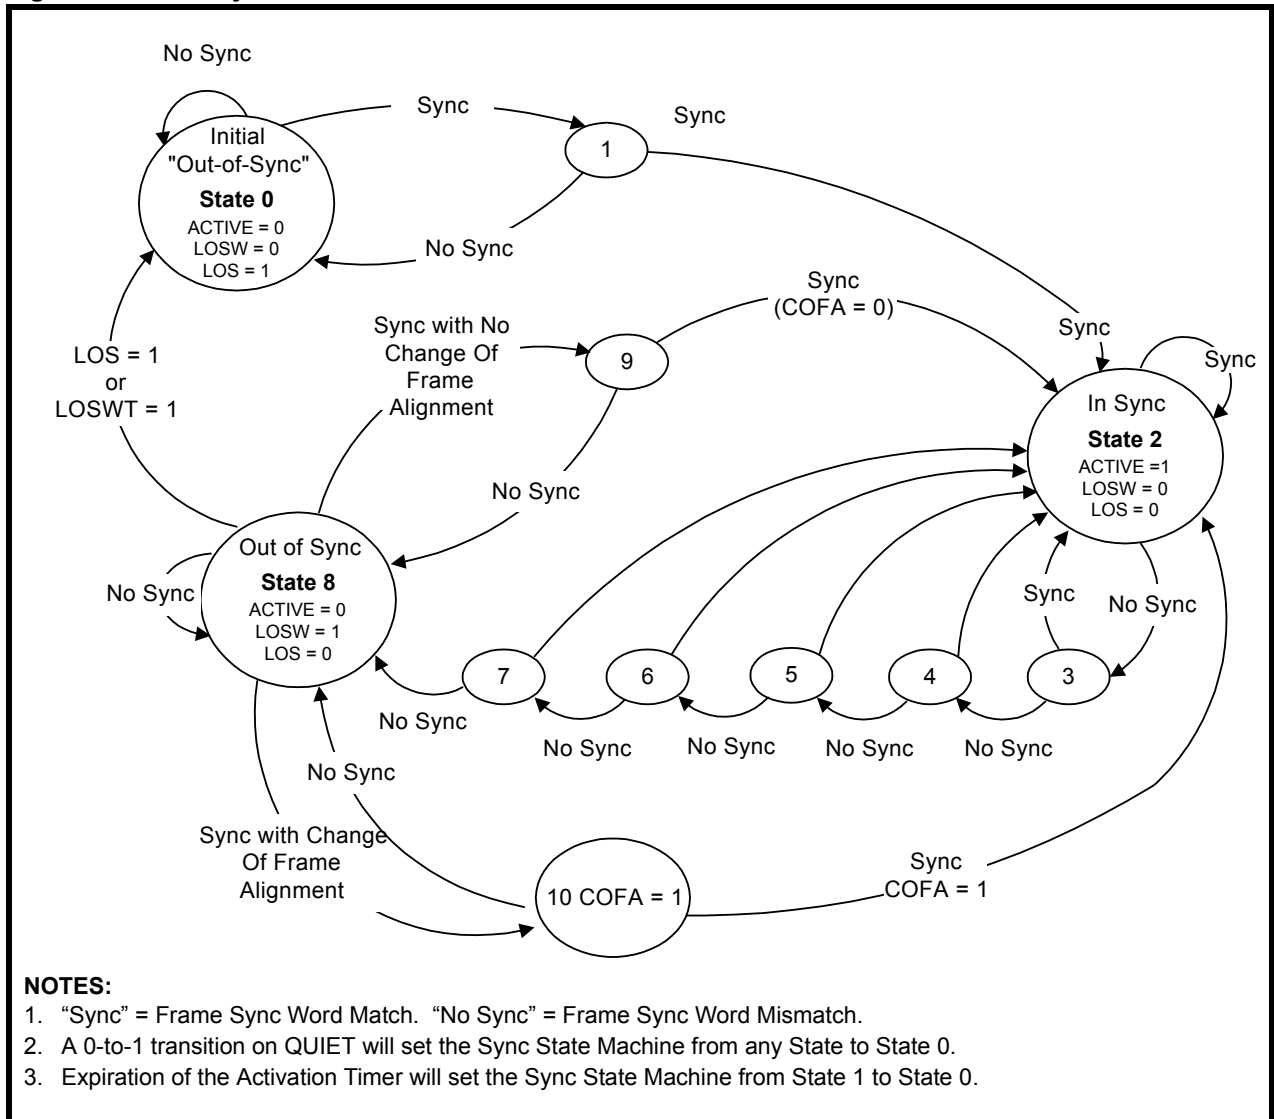 No Sync
Sync
Sync
Initial
"Out-of-Sync"
State 0
ACTIVE = 0
LOSW = 0
LOS = 1
1
No Sync
Sync
(COFA = 0)
Sync with No
Change Of
Frame
Alignment
9
Sync
Sync
LOS = 1
or
LOSWT = 1
In Sync
State 2
ACTIVE =1
LOSW = 0
LOS = 0
No Sync
Out of Sync
State 8
ACTIVE = 0
LOSW = 1
LOS = 0
No Sync
Sync
No Sync
7
6
5
4
3
No Sync
No Sync
No Sync
No Sync
No Sync
No Sync
Sync with Change
Of Frame
Alignment
10 COFA = 1
Sync
COFA = 1
NOTES:
1. “Sync” = Frame Sync Word Match. “No Sync” = Frame Sync Word Mismatch.
2. A 0-to-1 transition on QUIET will set the Sync State Machine from any State to State 0.
3. Expiration of the Activation Timer will set the Sync State Machine from State 1 to State 0.